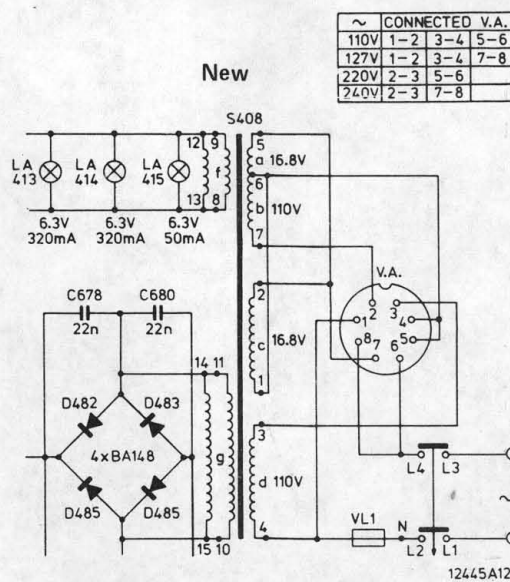 ~ CONNECTED V.A.
110V 1-2 3-4 5-6
127V 1-2 3-4 7-8
220V 2-3 5-6
240V 2-3 7-8
New
S408
12 9
5
a 16.8V
LA
413
LA
414
LA
415
f
6
b 110V
13 8
7
6.3V
320mA
6.3V
320mA
6.3V
50mA
V.A.
2 3
1 4
8 5
7 6
C678
22n
C680
22n
2
c 16.8V
1
14 11
D482
D483
4xBA148
g
3
d 110V
4
D485
D485
15 10
L4 L3
~
VL1
N
L2 L1
12445A12